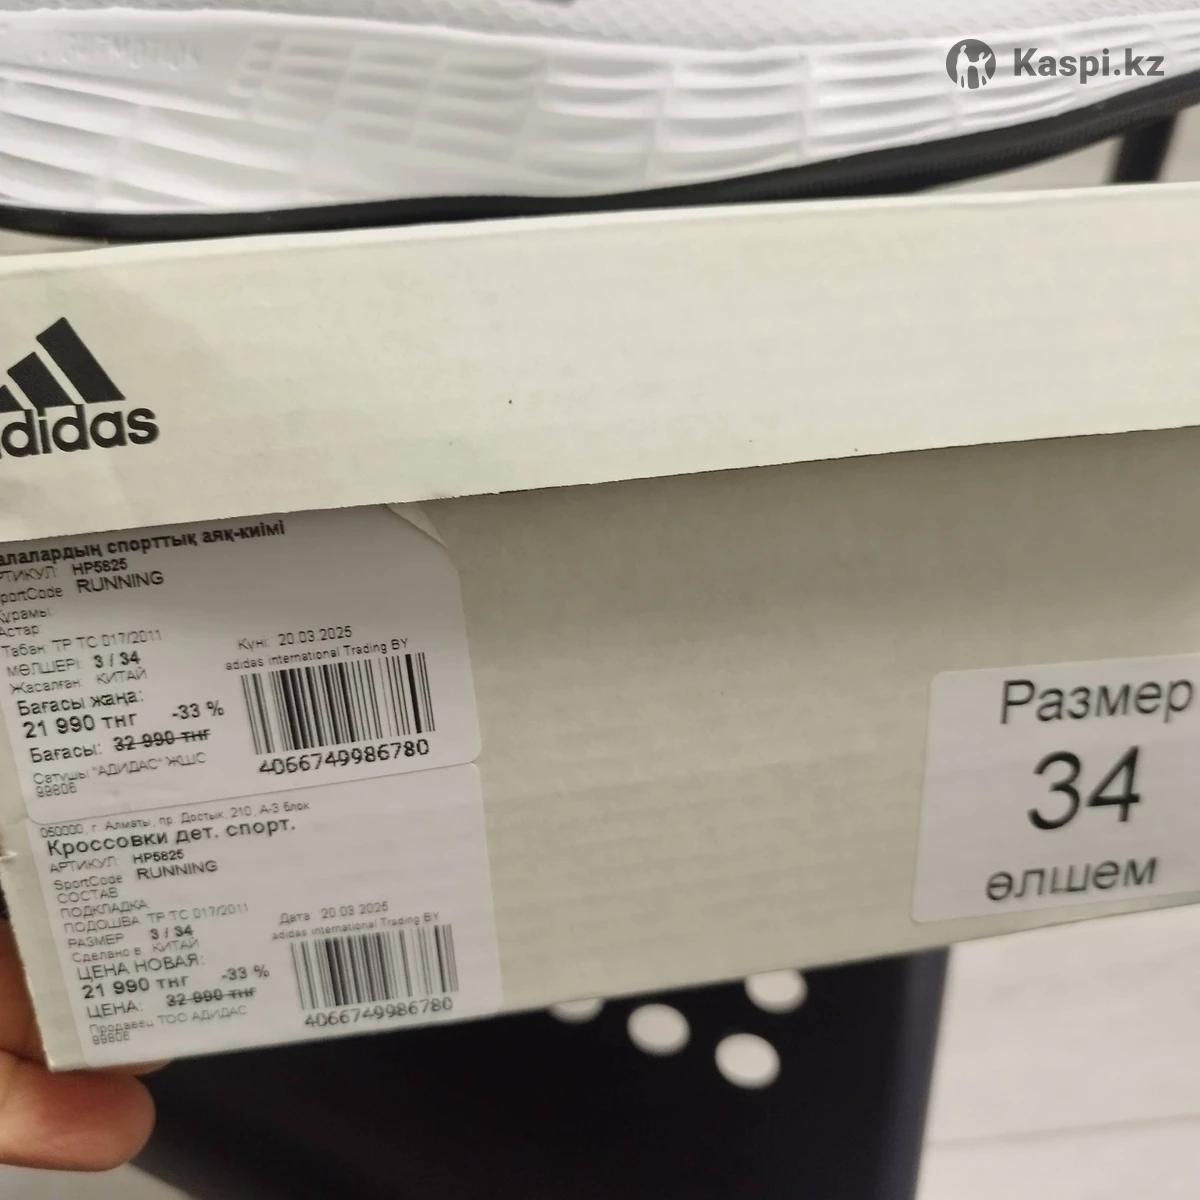 Kaspi.kz
adidas
спорттық аяқ-киімі
АРТИКУЛ HP5825
SportCode RUNNING
Құрамы:
Астар
Табан ТР ТС 017/2011
МӨЛШЕРІ 3 / 34
Жасалған КИТАЙ
Бағасы жаңа:
21 990 тнг -33 %
Бағасы: 32 990 тнг
Сатушы "АДИДАС" ЖШС
99806
Күні 20.03.2025
adidas international Trading BY
4066749986780
050000, г. Алматы, пр. Достык, 210, А-3 блок
Кроссовки дет. спорт.
АРТИКУЛ HP5825
SportCode RUNNING
СОСТАВ
ПОДКЛАДКА
ПОДОШВА ТР ТС 017/2011
РАЗМЕР 3 / 34
Сделано в КИТАЙ
ЦЕНА НОВАЯ:
21 990 тнг -33 %
ЦЕНА: 32 990 тнг
Продавец ТОО АДИДАС
99806
Дата 20.03.2025
adidas international Trading BY
4066749986780
Размер
34
өлшем